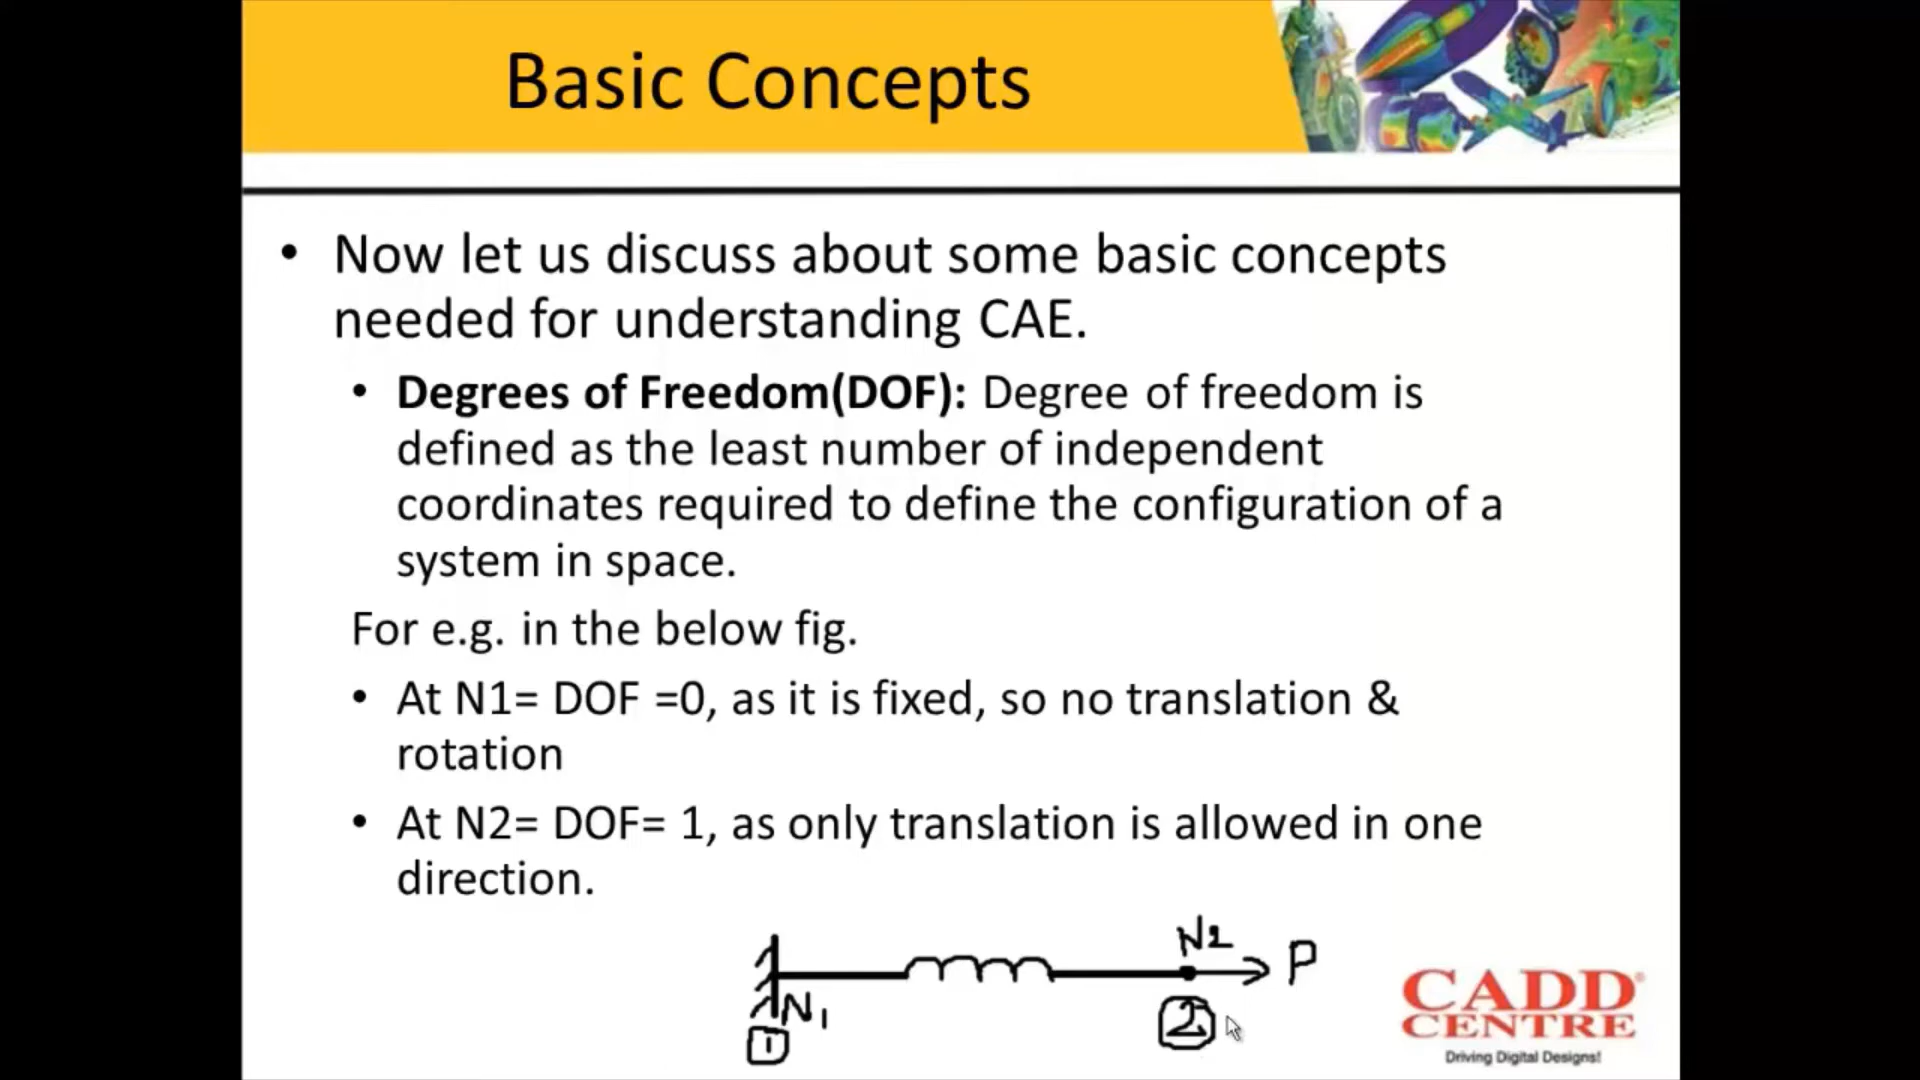 Basic Concepts
• Now let us discuss about some basic concepts
needed for understanding CAE.
• Degrees of Freedom(DOF): Degree of freedom is
defined as the least number of independent
coordinates required to define the configuration of a
system in space.
For e.g. in the below fig.
• At N1= DOF =0, as it is fixed, so no translation &
rotation
• At N2= DOF= 1, as only translation is allowed in one
direction.
N2
P
N1
1
2
CADD®
CENTRE
Driving Digital Designs!